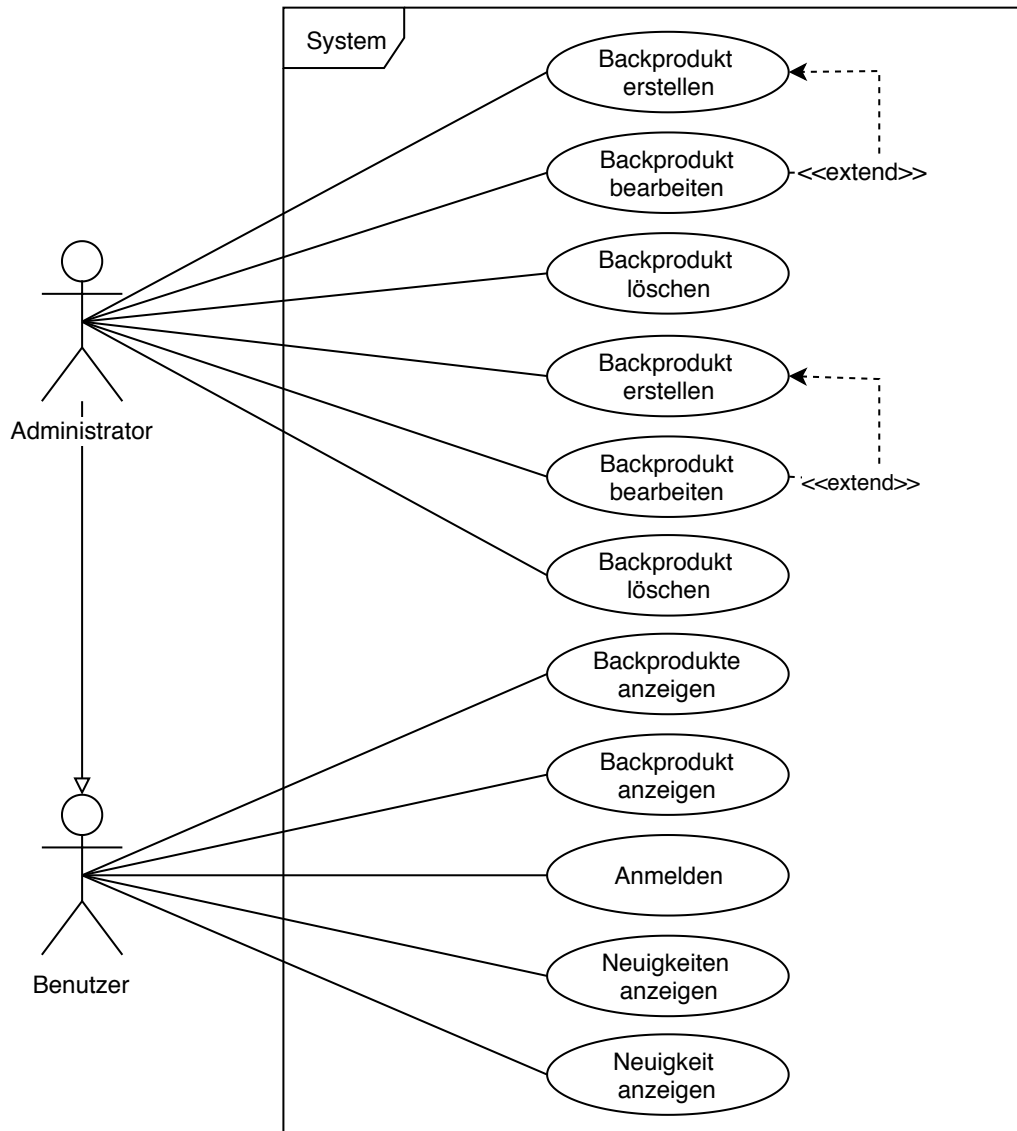 System
Backprodukt
erstellen
Backprodukt
bearbeiten
<<extend>>
Backprodukt
löschen
Backprodukt
erstellen
Administrator
Backprodukt
bearbeiten
<<extend>>
Backprodukt
löschen
Backprodukte
anzeigen
Backprodukt
anzeigen
Anmelden
Benutzer
Neuigkeiten
anzeigen
Neuigkeit
anzeigen